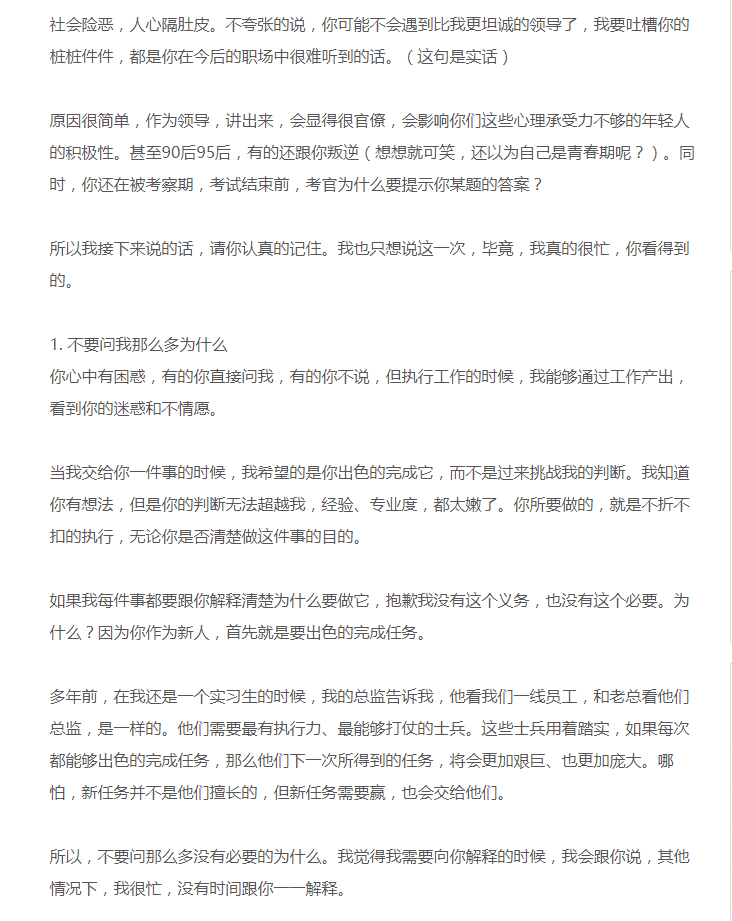 社会险恶，人心隔肚皮。不夸张的说，你可能不会遇到比我更坦诚的领导了，我要吐槽你的
桩桩件件，都是你在今后的职场中很难听到的话。（这句是实话）
原因很简单，作为领导，讲出来，会显得很官僚，会影响你们这些心理承受力不够的年轻人
的积极性。甚至90后95后，有的还跟你叛逆（想想就可笑，还以为自己是青春期呢？）。同
时，你还在被考察期，考试结束前，考官为什么要提示你某题的答案？
所以我接下来说的话，请你认真的记住。我也只想说这一次，毕竟，我真的很忙，你看得到
的。
1. 不要问我那么多为什么
你心中有困惑，有的你直接问我，有的你不说，但执行工作的时候，我能够通过工作产出，
看到你的迷惑和不情愿。
当我交给你一件事的时候，我希望的是你出色的完成它，而不是过来挑战我的判断。我知道
你有想法，但是你的判断无法超越我，经验、专业度，都太嫩了。你所要做的，就是不折不
扣的执行，无论你是否清楚做这件事的目的。
如果我每件事都要跟你解释清楚为什么要做它，抱歉我没有这个义务，也没有这个必要。为
什么？因为你作为新人，首先就是要出色的完成任务。
多年前，在我还是一个实习生的时候，我的总监告诉我，他看我们一线员工，和老总看他们
总监，是一样的。他们需要最有执行力、最能够打仗的士兵。这些士兵用着踏实，如果每次
都能够出色的完成任务，那么他们下一次所得到的任务，将会更加艰巨、也更加庞大。哪
怕，新任务并不是他们擅长的，但新任务需要赢，也会交给他们。
所以，不要问那么多没有必要的为什么。我觉得我需要向你解释的时候，我会跟你说，其他
情况下，我很忙，没有时间跟你一一解释。